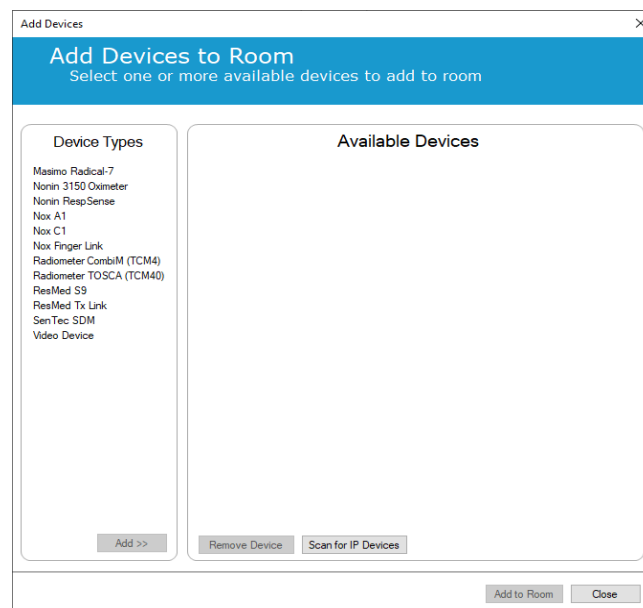 Add Devices
Add Devices to Room
Select one or more available devices to add to room
Device Types
Masimo Radical-7
Nonin 3150 Oximeter
Nonin RespSense
Nox A1
Nox C1
Nox Finger Link
Radiometer CombiM (TCM4)
Radiometer TOSCA (TCM40)
ResMed S9
ResMed Tx Link
SenTec SDM
Video Device
Add >>
Available Devices
Remove Device
Scan for IP Devices
Add to Room
Close